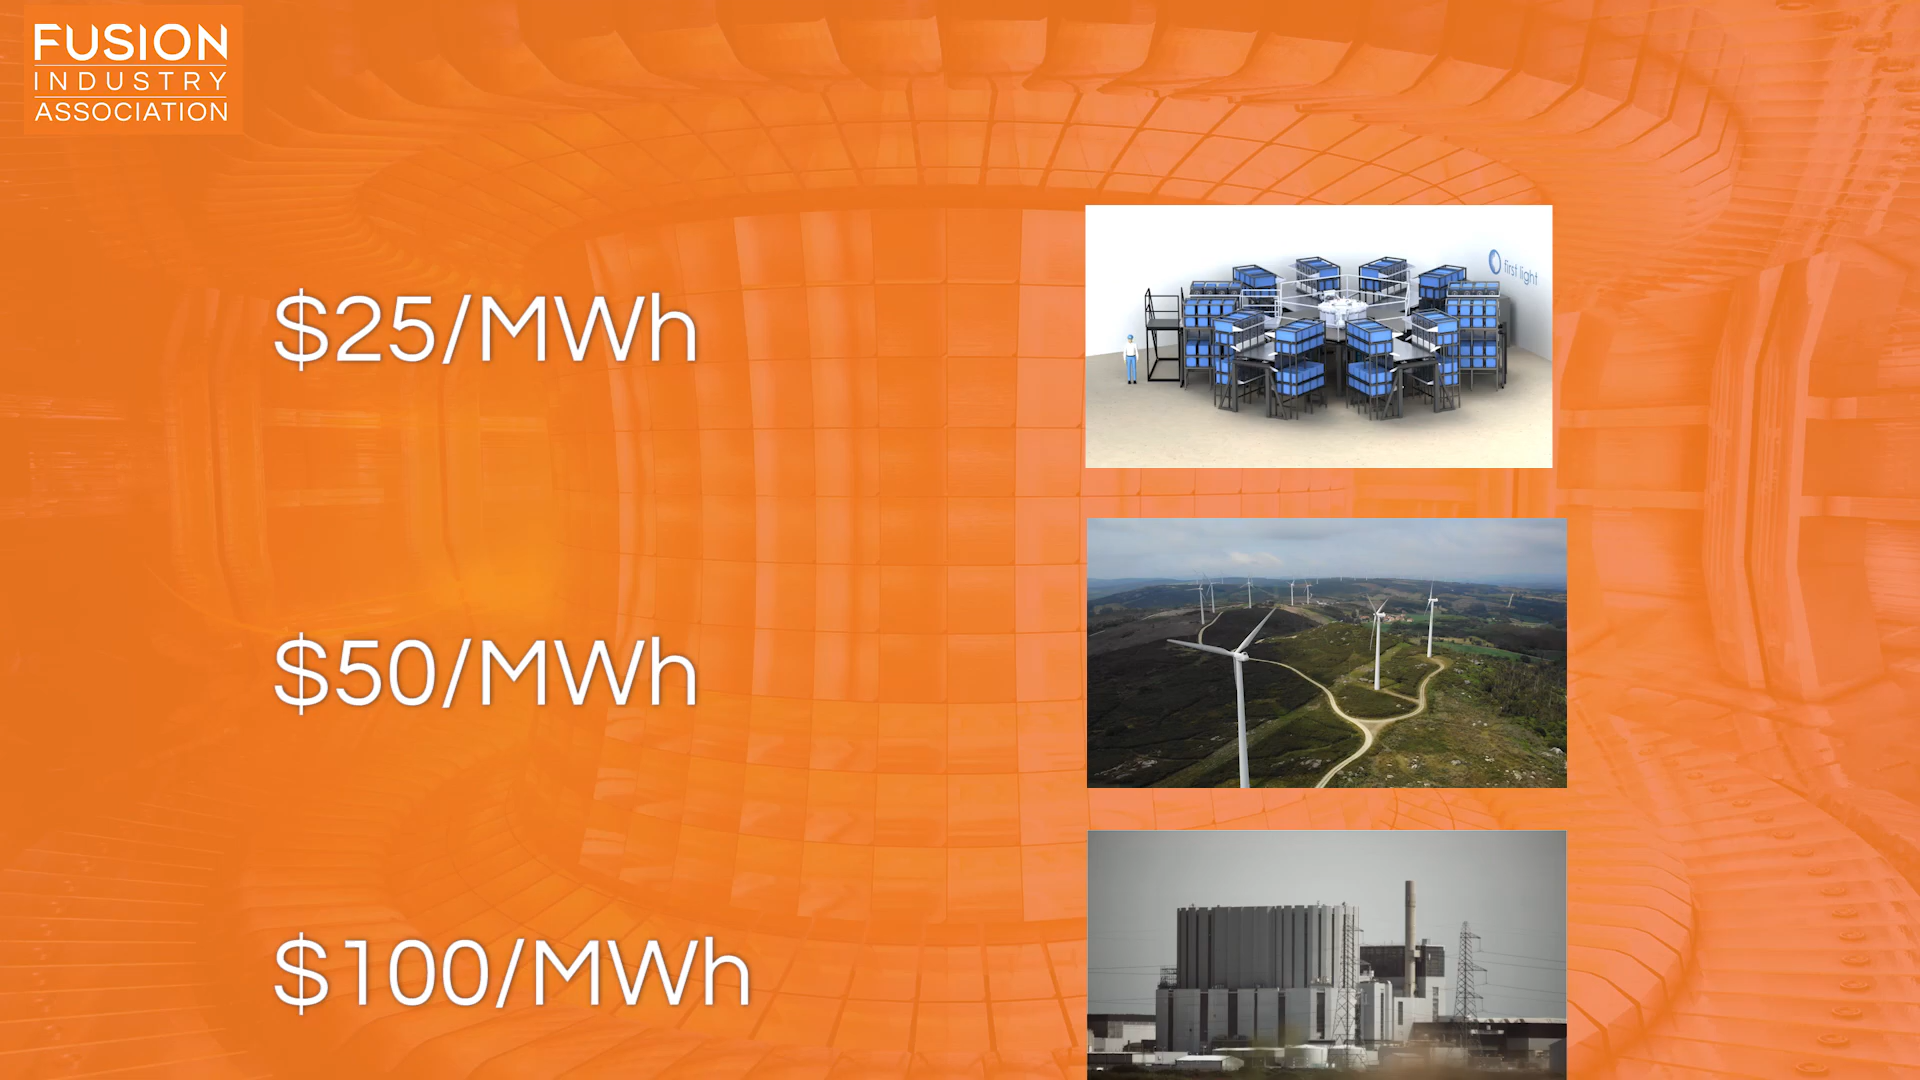 FUSION
INDUSTRY
ASSOCIATION
first light
$25/MWh
$50/MWh
$100/MWh